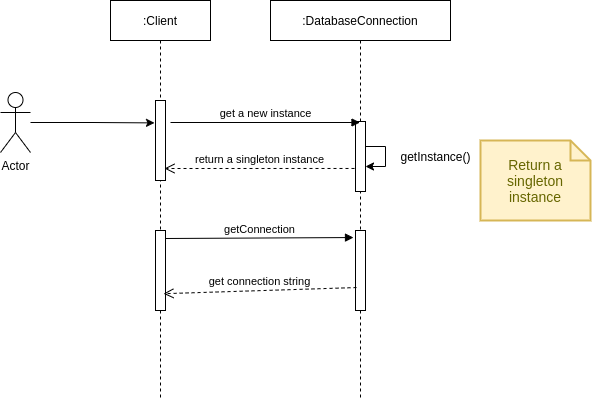 :Client
:DatabaseConnection
get a new instance
Actor
return a singleton instance
getInstance()
Return a
singleton
instance
getConnection
get connection string